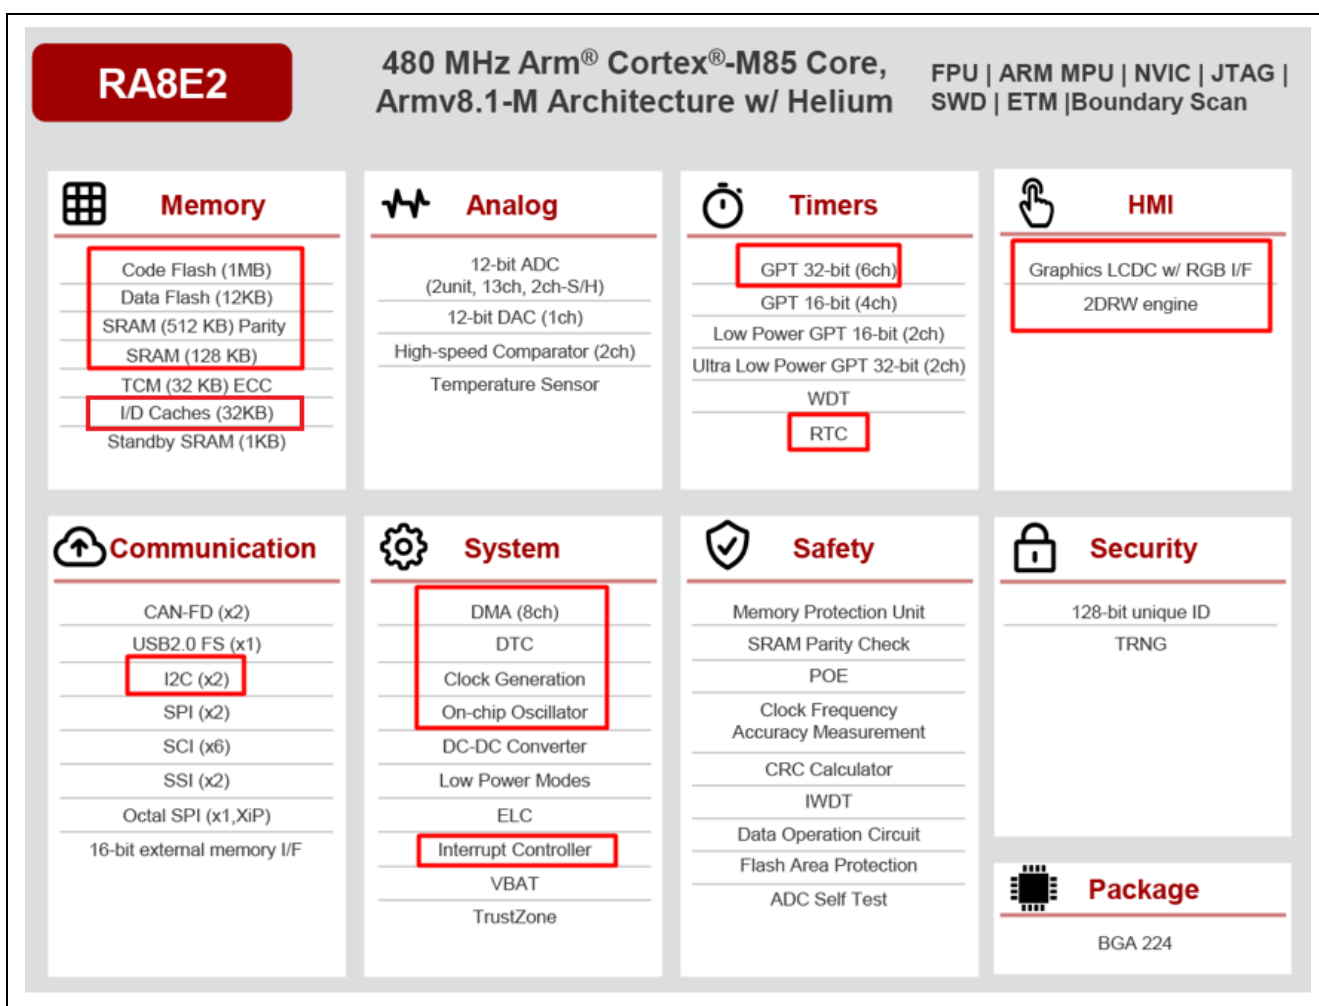 RA8E2
480 MHz Arm® Cortex®-M85 Core,
Armv8.1-M Architecture w/ Helium
FPU | ARM MPU | NVIC | JTAG |
SWD | ETM |Boundary Scan
Memory
Code Flash (1MB)
Data Flash (12KB)
SRAM (512 KB) Parity
SRAM (128 KB)
TCM (32 KB) ECC
I/D Caches (32KB)
Standby SRAM (1KB)
Analog
12-bit ADC
(2unit, 13ch, 2ch-S/H)
12-bit DAC (1ch)
High-speed Comparator (2ch)
Temperature Sensor
Timers
GPT 32-bit (6ch)
GPT 16-bit (4ch)
Low Power GPT 16-bit (2ch)
Ultra Low Power GPT 32-bit (2ch)
WDT
RTC
HMI
Graphics LCDC w/ RGB I/F
2DRW engine
Communication
CAN-FD (x2)
USB2.0 FS (x1)
I2C (x2)
SPI (x2)
SCI (x6)
SSI (x2)
Octal SPI (x1,XiP)
16-bit external memory I/F
System
DMA (8ch)
DTC
Clock Generation
On-chip Oscillator
DC-DC Converter
Low Power Modes
ELC
Interrupt Controller
VBAT
TrustZone
Safety
Memory Protection Unit
SRAM Parity Check
POE
Clock Frequency
Accuracy Measurement
CRC Calculator
IWDT
Data Operation Circuit
Flash Area Protection
ADC Self Test
Security
128-bit unique ID
TRNG
Package
BGA 224